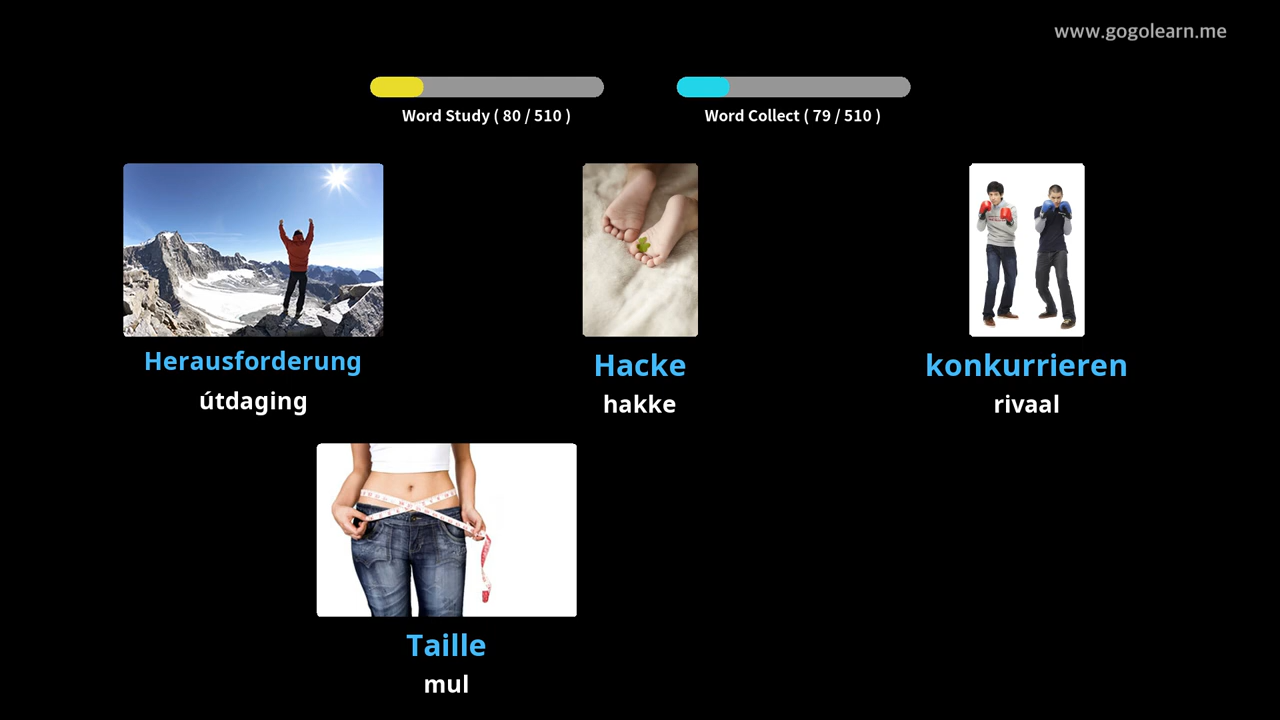 www.gogolearn.me
Word Study ( 80 / 510 )
Word Collect ( 79 / 510 )
Herausforderung
útdaging
Hacke
hakke
konkurrieren
rivaal
Taille
mul